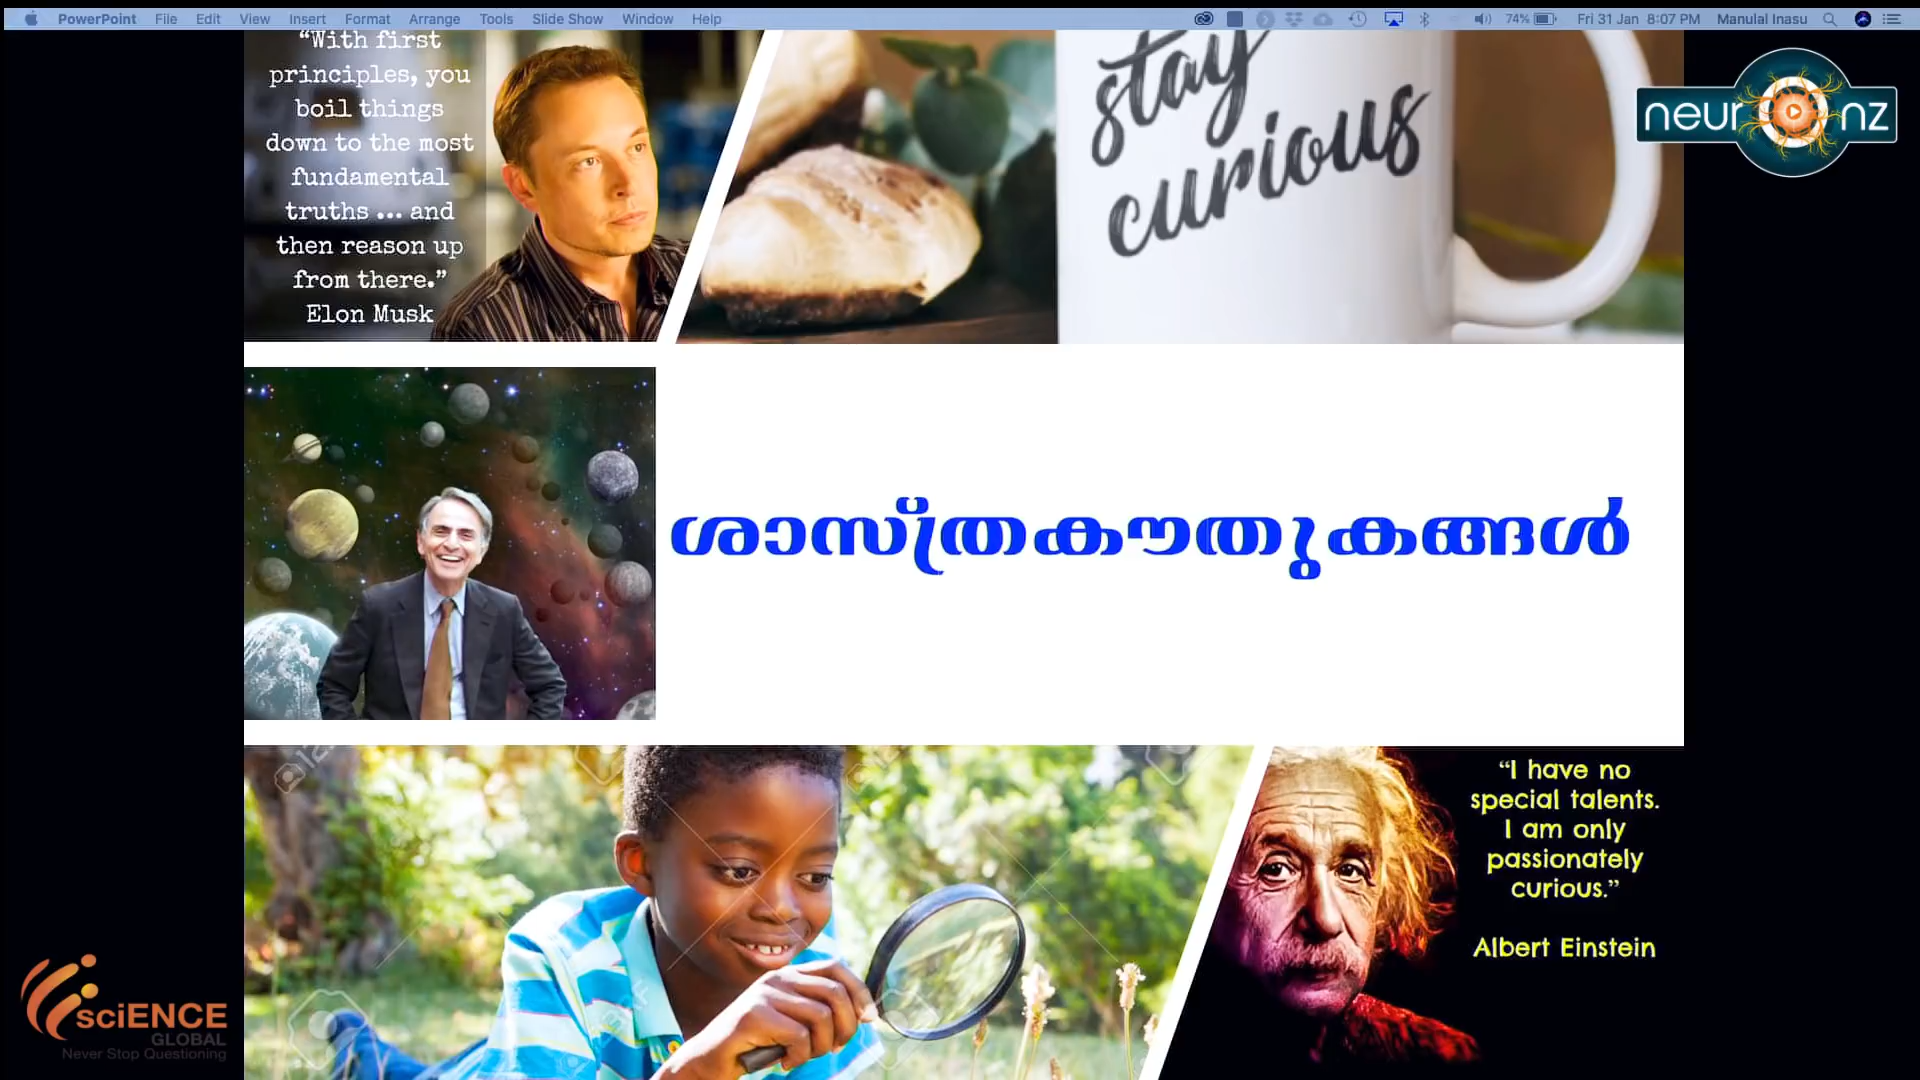 PowerPoint File Edit View Insert Format Arrange Tools Slide Show Window Help 74% Fri 31 Jan 8:07 PM Manulal Inasu
“With first
principles, you
boil things
down to the most
fundamental
truths ... and
then reason up
from there.”
Elon Musk
stay
curious
neuronz
ശാസ്ത്രകൗതുകങ്ങൾ
“I have no
special talents.
I am only
passionately
curious.”
Albert Einstein
sciENCE
GLOBAL
Never Stop Questioning